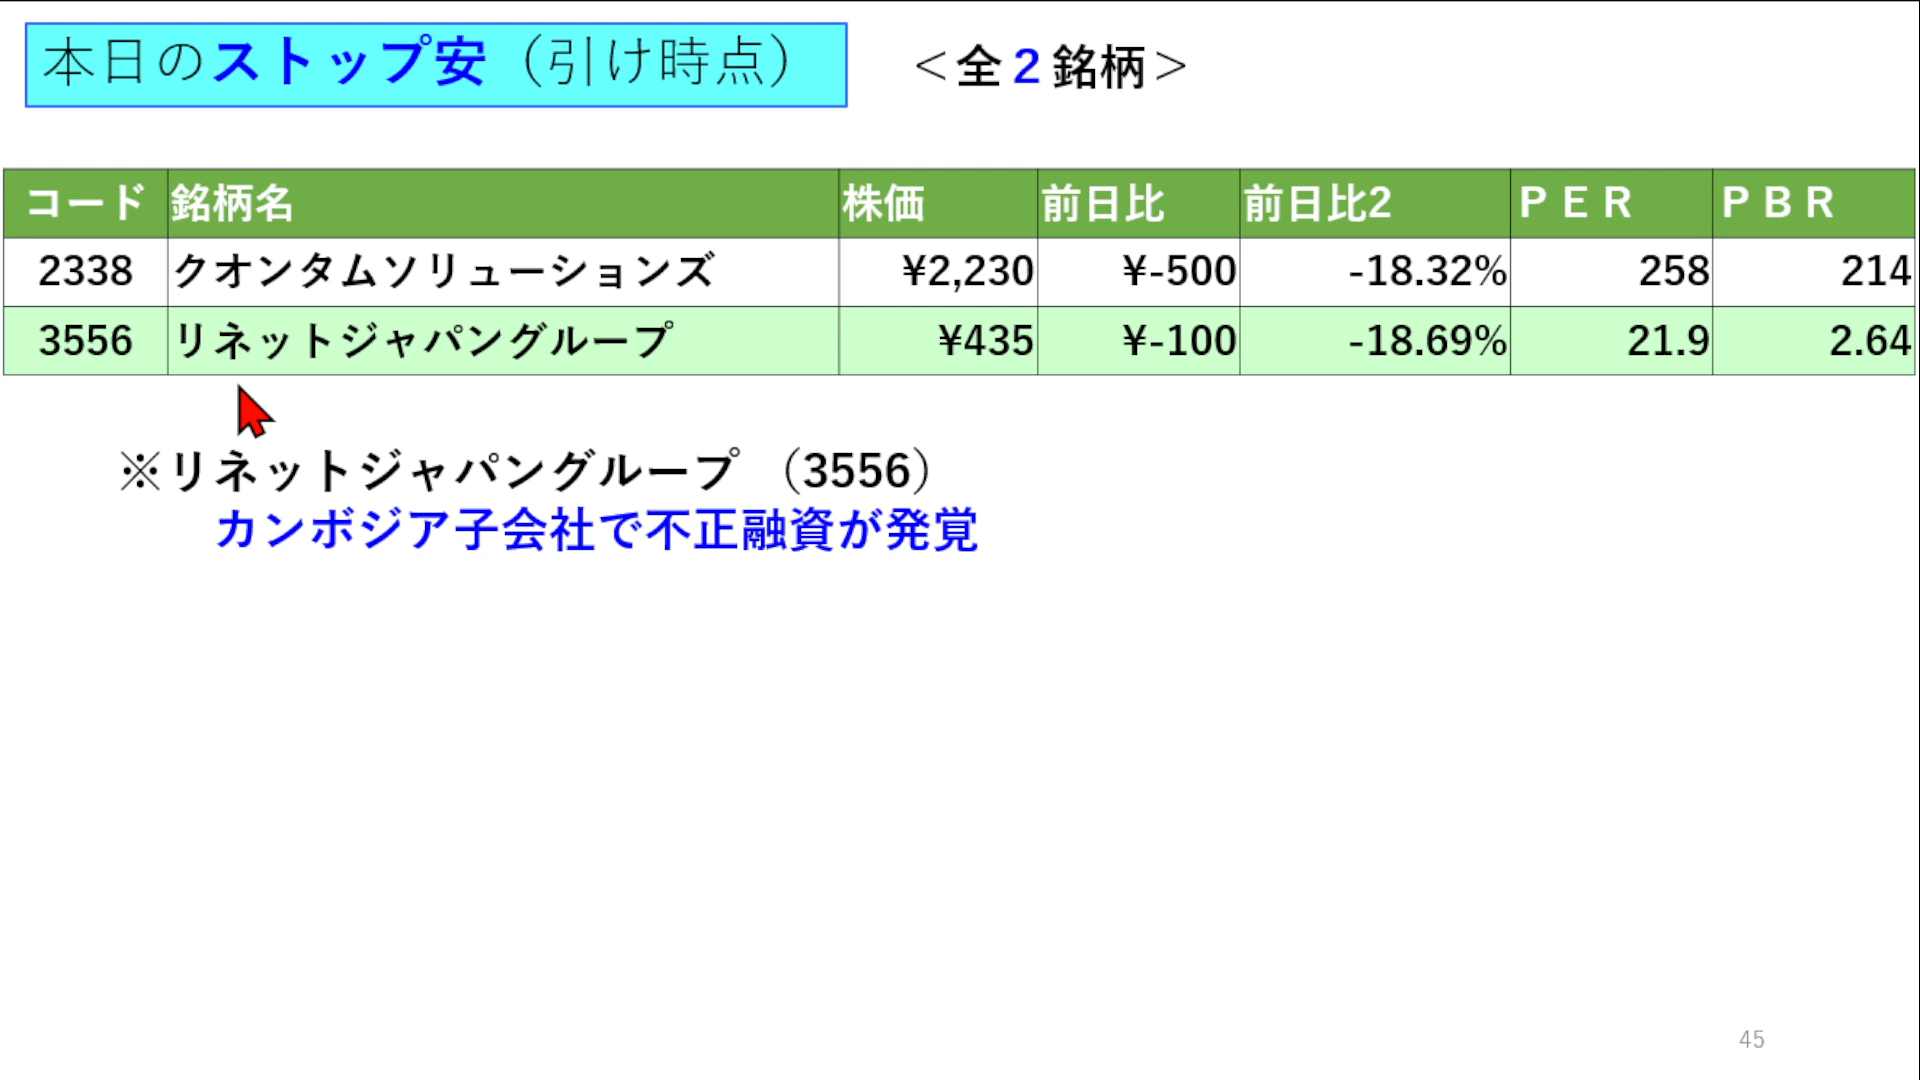 本日のストップ安（引け時点）　＜全２銘柄＞
コード 銘柄名 株価 前日比 前日比2 ＰＥＲ ＰＢＲ
2338 クオンタムソリューションズ ¥2,230 ¥-500 -18.32% 258 214
3556 リネットジャパングループ ¥435 ¥-100 -18.69% 21.9 2.64
※リネットジャパングループ （3556）
カンボジア子会社で不正融資が発覚
45